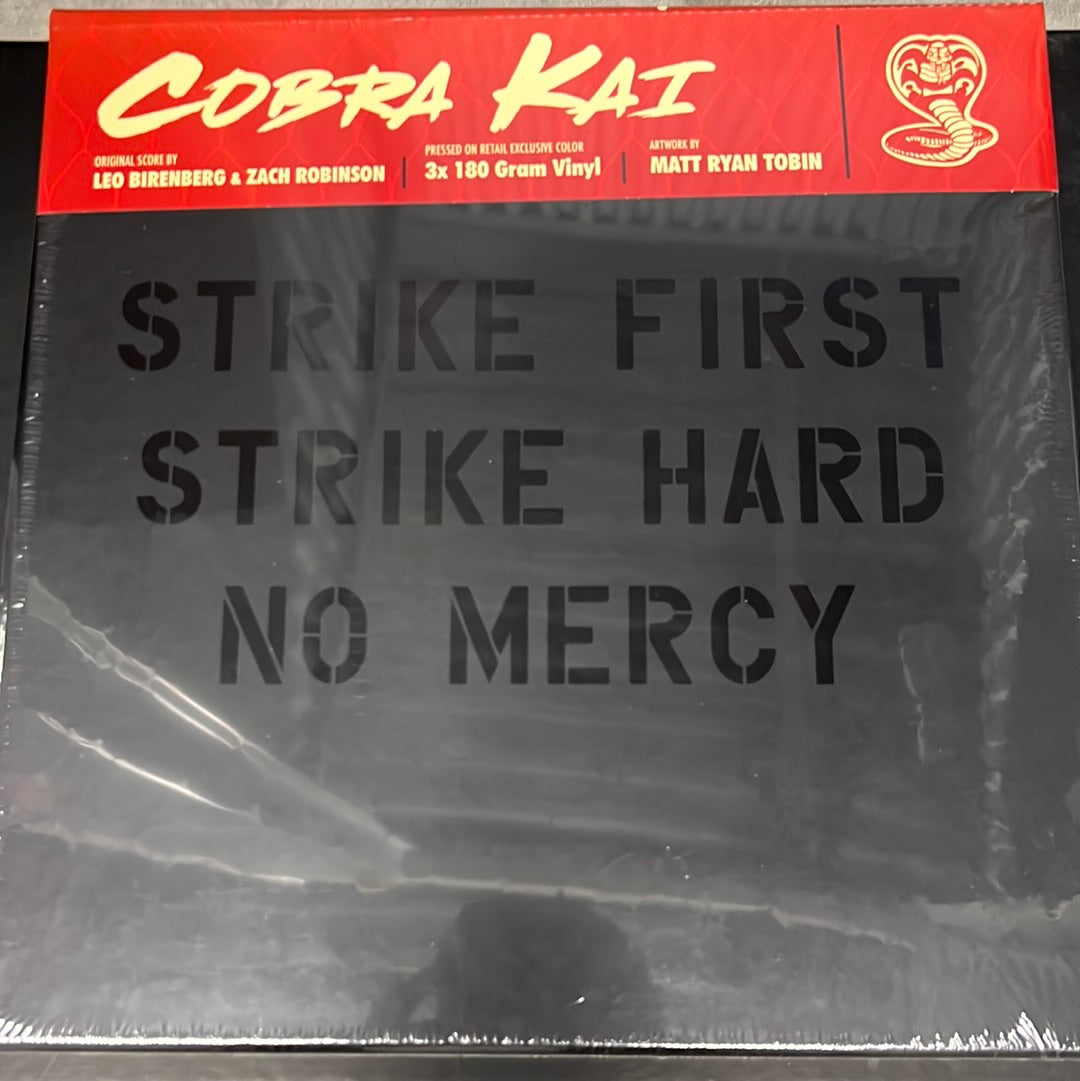 COBRA KAI
ORIGINAL SCORE BY
LEO BIRENBERG & ZACH ROBINSON
PRESSED ON RETAIL EXCLUSIVE COLOR
3x 180 Gram Vinyl
ARTWORK BY
MATT RYAN TOBIN
STRIKE FIRST
STRIKE HARD
NO MERCY